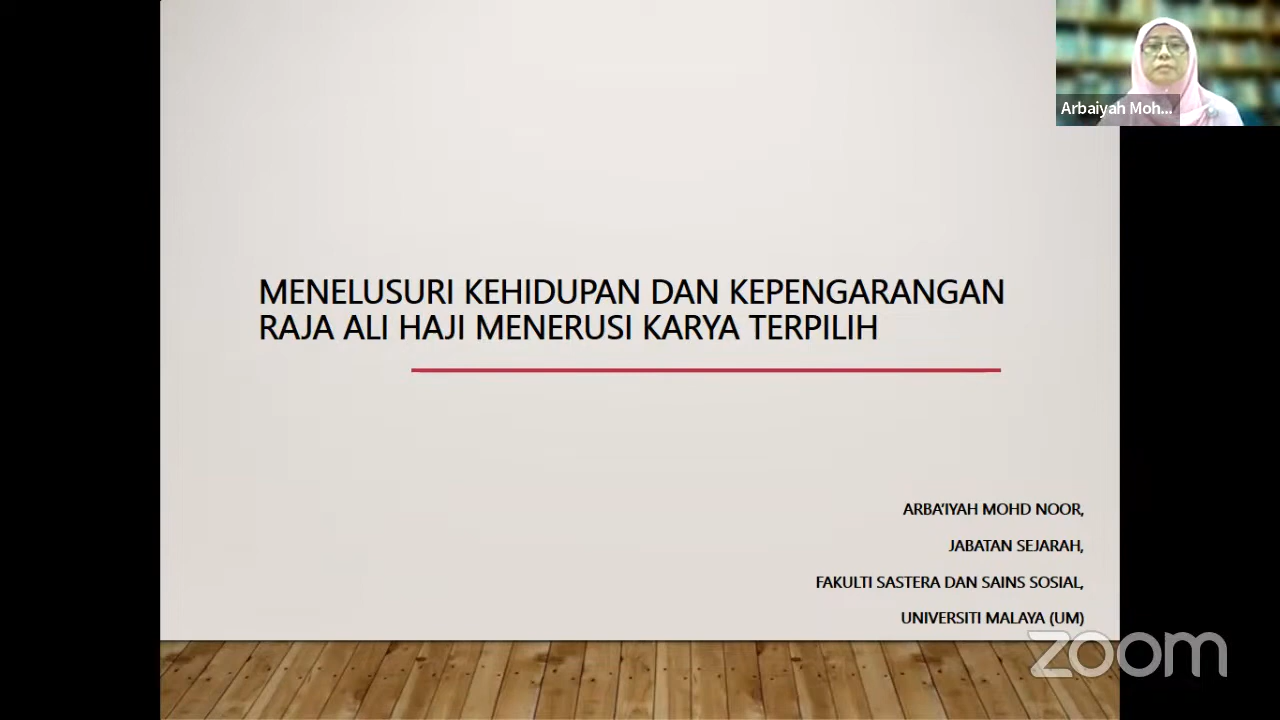 Arbaiyah Moh...
MENELUSURI KEHIDUPAN DAN KEPENGARANGAN
RAJA ALI HAJI MENERUSI KARYA TERPILIH
ARBA'IYAH MOHD NOOR,
JABATAN SEJARAH,
FAKULTI SASTERA DAN SAINS SOSIAL,
UNIVERSITI MALAYA (UM)
zoom